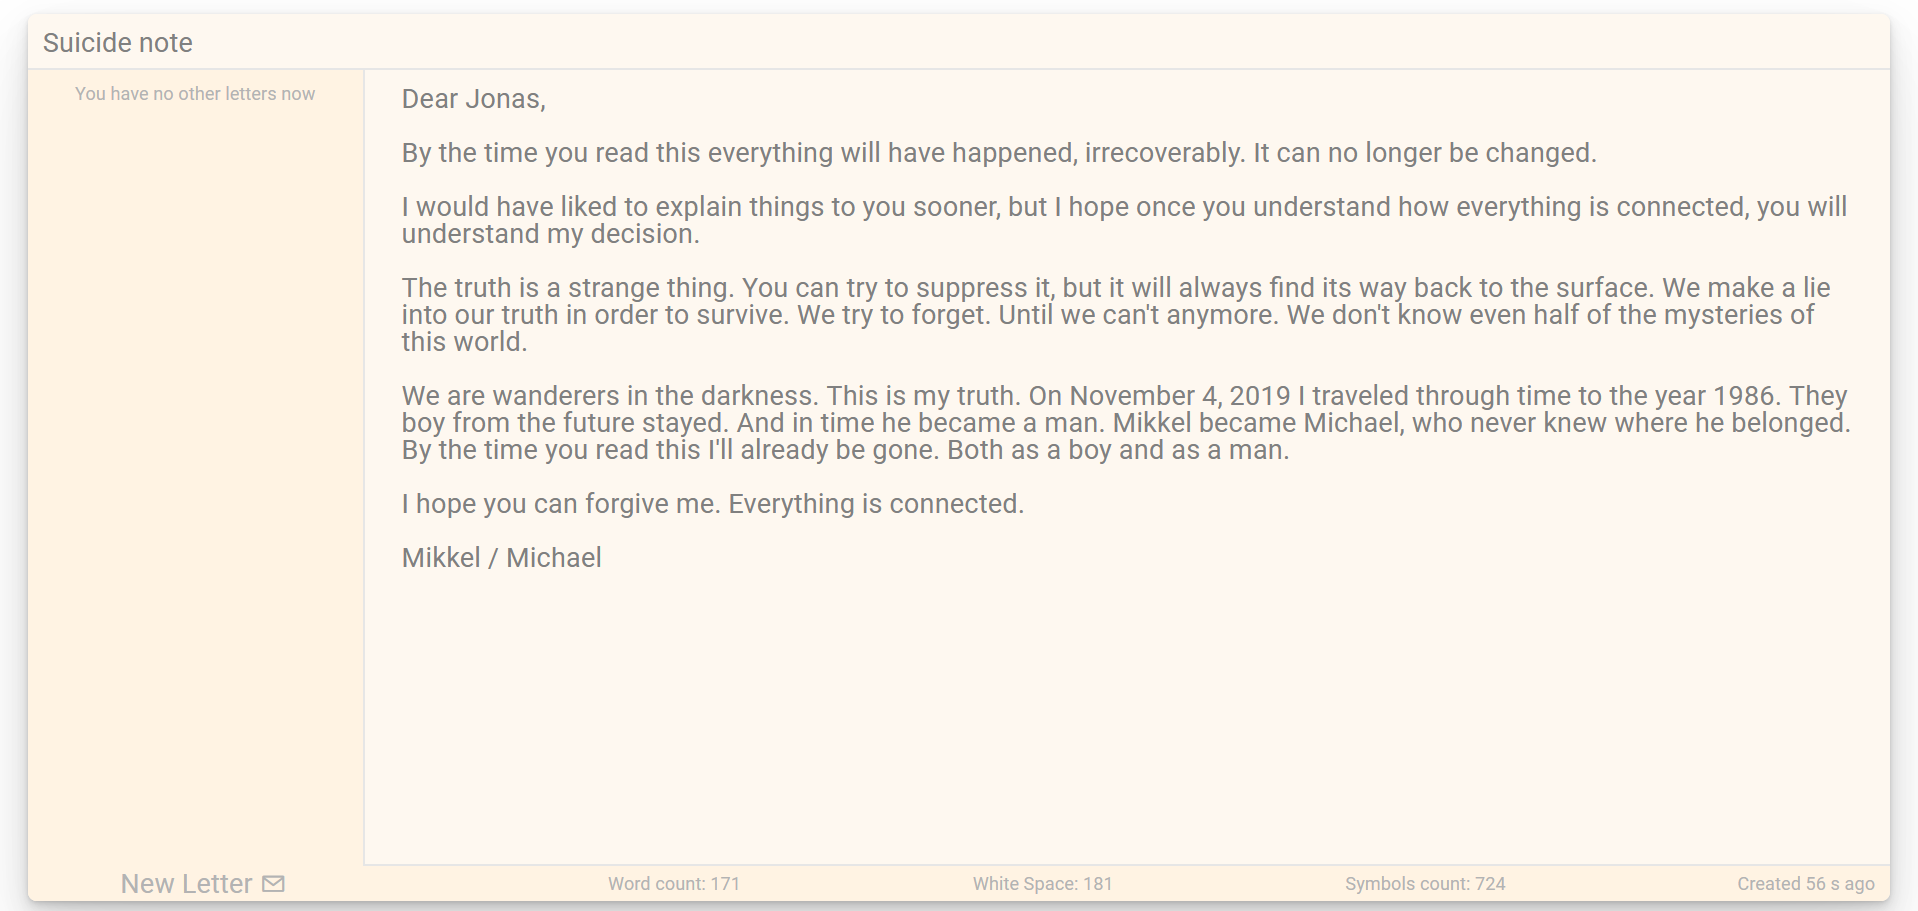 Suicide note
You have no other letters now
Dear Jonas,
By the time you read this everything will have happened, irrecoverably. It can no longer be changed.
I would have liked to explain things to you sooner, but I hope once you understand how everything is connected, you will
understand my decision.
The truth is a strange thing. You can try to suppress it, but it will always find its way back to the surface. We make a lie
into our truth in order to survive. We try to forget. Until we can't anymore. We don't know even half of the mysteries of
this world.
We are wanderers in the darkness. This is my truth. On November 4, 2019 I traveled through time to the year 1986. They
boy from the future stayed. And in time he became a man. Mikkel became Michael, who never knew where he belonged.
By the time you read this I'll already be gone. Both as a boy and as a man.
I hope you can forgive me. Everything is connected.
Mikkel / Michael
New Letter
Word count: 171
White Space: 181
Symbols count: 724
Created 56 s ago